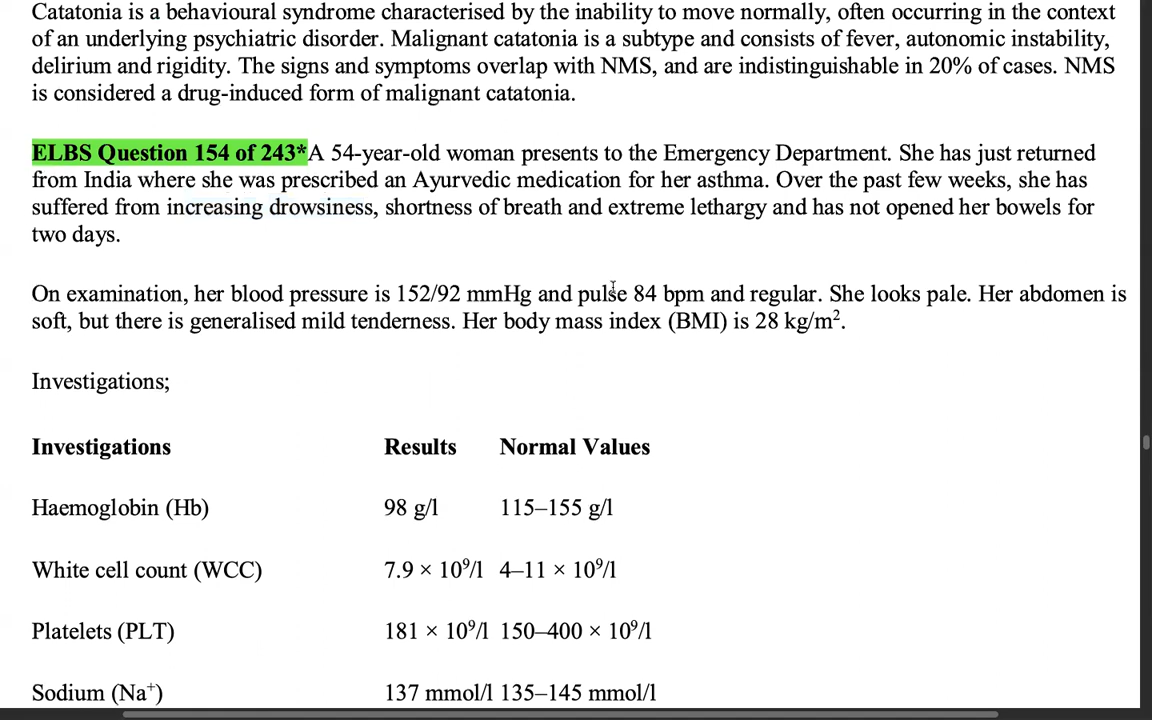 Catatonia is a behavioural syndrome characterised by the inability to move normally, often occurring in the context
of an underlying psychiatric disorder. Malignant catatonia is a subtype and consists of fever, autonomic instability,
delirium and rigidity. The signs and symptoms overlap with NMS, and are indistinguishable in 20% of cases. NMS
is considered a drug-induced form of malignant catatonia.
ELBS Question 154 of 243*A 54-year-old woman presents to the Emergency Department. She has just returned
from India where she was prescribed an Ayurvedic medication for her asthma. Over the past few weeks, she has
suffered from increasing drowsiness, shortness of breath and extreme lethargy and has not opened her bowels for
two days.
On examination, her blood pressure is 152/92 mmHg and pulse 84 bpm and regular. She looks pale. Her abdomen is
soft, but there is generalised mild tenderness. Her body mass index (BMI) is 28 kg/m².
Investigations;
Investigations Results Normal Values
Haemoglobin (Hb) 98 g/l 115–155 g/l
White cell count (WCC) 7.9 × 10⁹/l 4–11 × 10⁹/l
Platelets (PLT) 181 × 10⁹/l 150–400 × 10⁹/l
Sodium (Na⁺) 137 mmol/l 135–145 mmol/l